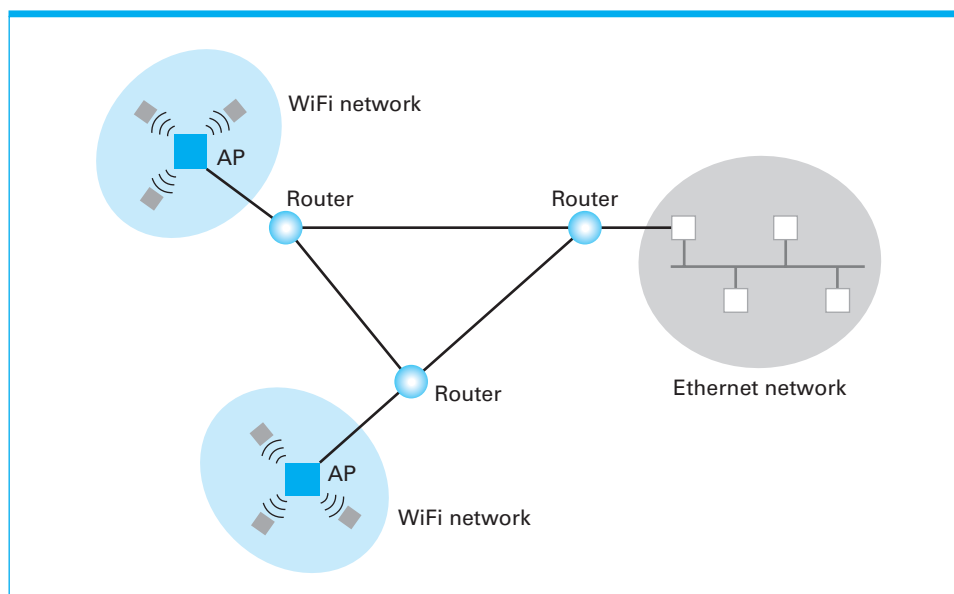 WiFi network
AP
Router
Router
Router
Ethernet network
AP
WiFi network